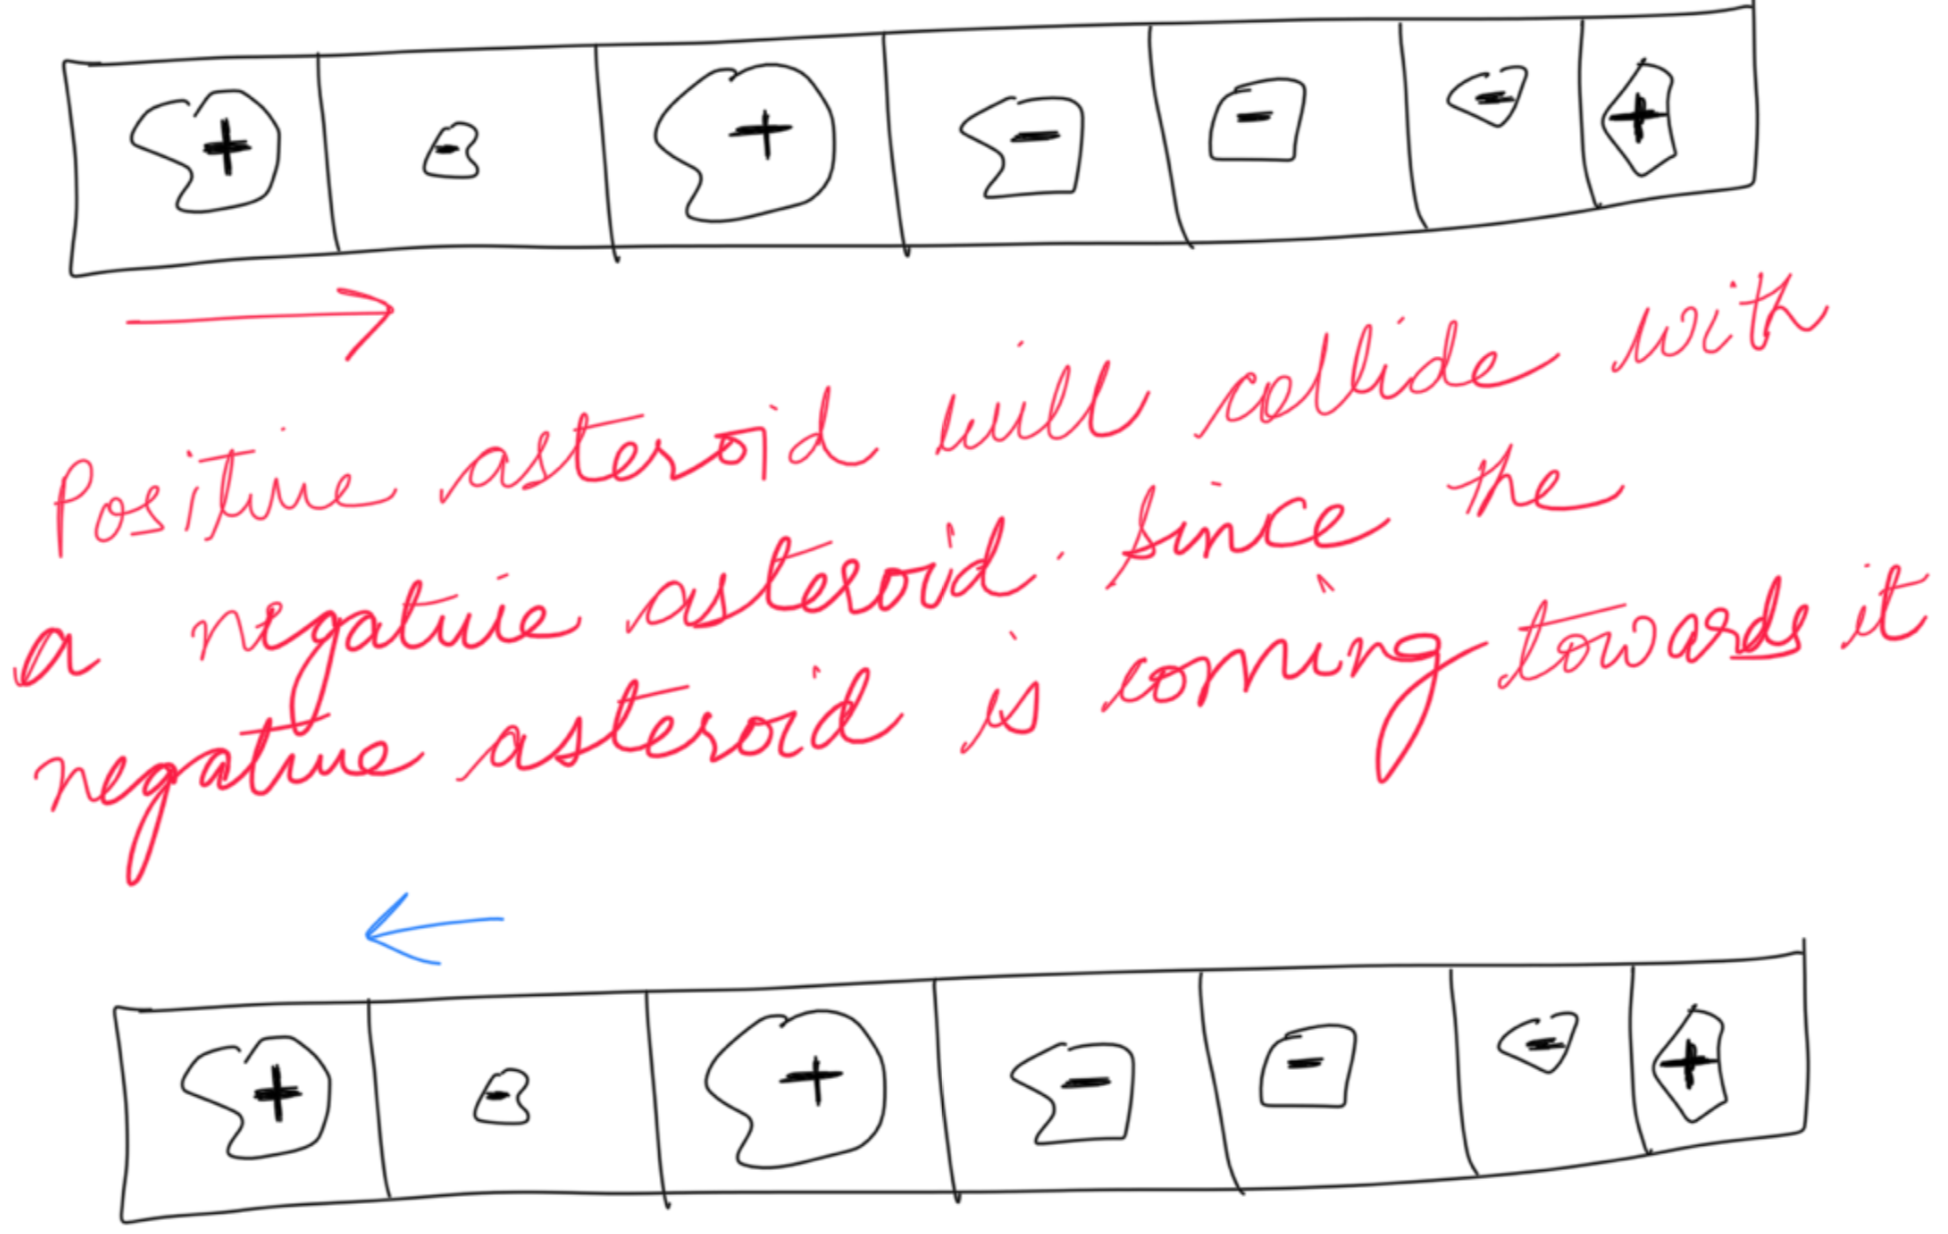 + - + - - - +
Positive asteroid will collide with
a negative asteroid. Since the
negative asteroid is coming towards it
+ - + - - - +